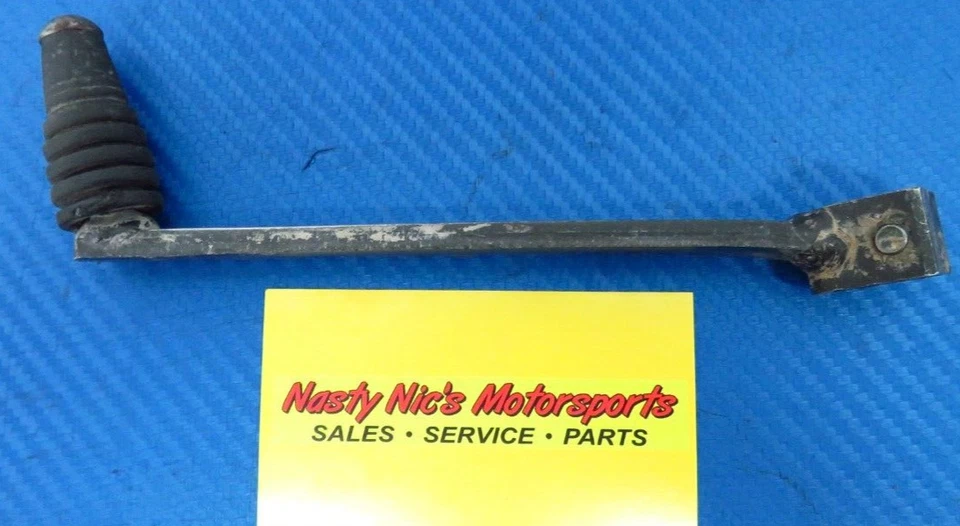 Nasty Nic's Motorsports
SALES • SERVICE • PARTS